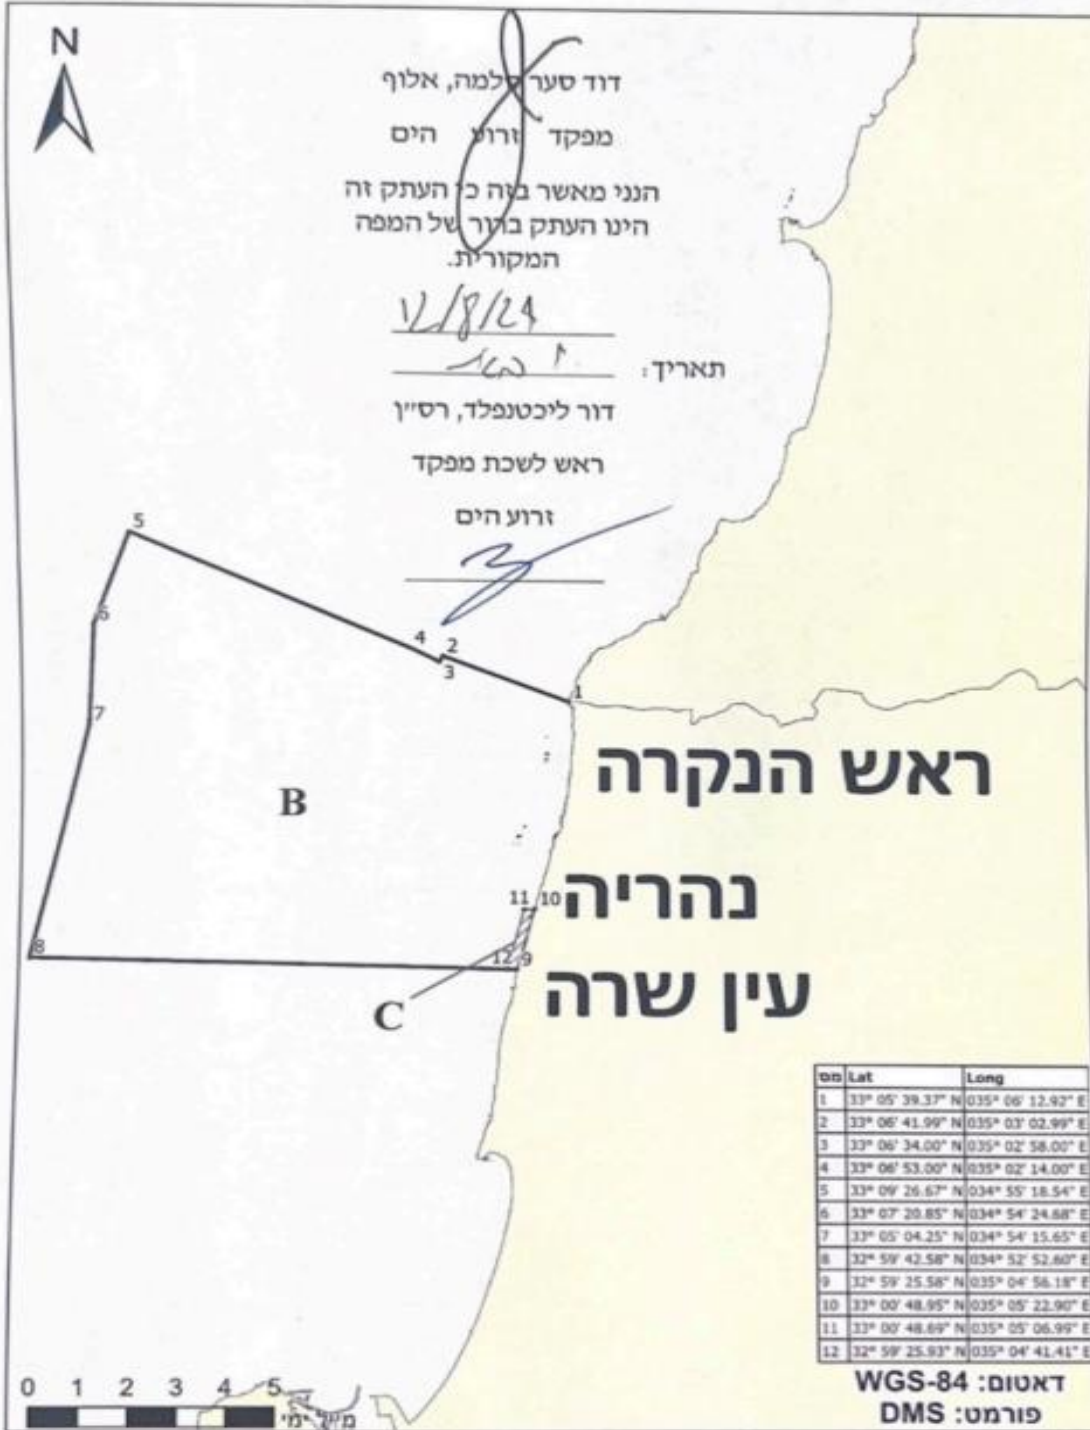 N
דוד סער סלמה, אלוף
מפקד זרוע הים
הנני מאשר בזה כי העתק זה
הינו העתק ברור של המפה
המקורית.
12/8/24
תאריך:
דור ליכטנפלד, רס״ן
ראש לשכת מפקד
זרוע הים
5
6
4
2
3
1
7
ראש הנקרה
B
נהריה
11 10
8
12 9
עין שרה
C
מס Lat Long
1 33° 05' 39.37" N 035° 06' 12.92" E
2 33° 06' 41.99" N 035° 03' 02.99" E
3 33° 06' 34.00" N 035° 02' 58.00" E
4 33° 06' 53.00" N 035° 02' 14.00" E
5 33° 09' 26.67" N 034° 55' 18.54" E
6 33° 07' 20.85" N 034° 54' 24.68" E
7 33° 05' 04.25" N 034° 54' 15.65" E
8 32° 59' 42.58" N 034° 52' 52.60" E
9 32° 59' 25.58" N 035° 04' 56.18" E
10 33° 00' 48.95" N 035° 05' 22.90" E
11 33° 00' 48.69" N 035° 05' 06.99" E
12 32° 59' 25.93" N 035° 04' 41.41" E
דאטום: WGS-84
פורמט: DMS
0 1 2 3 4 5
מייל ימי